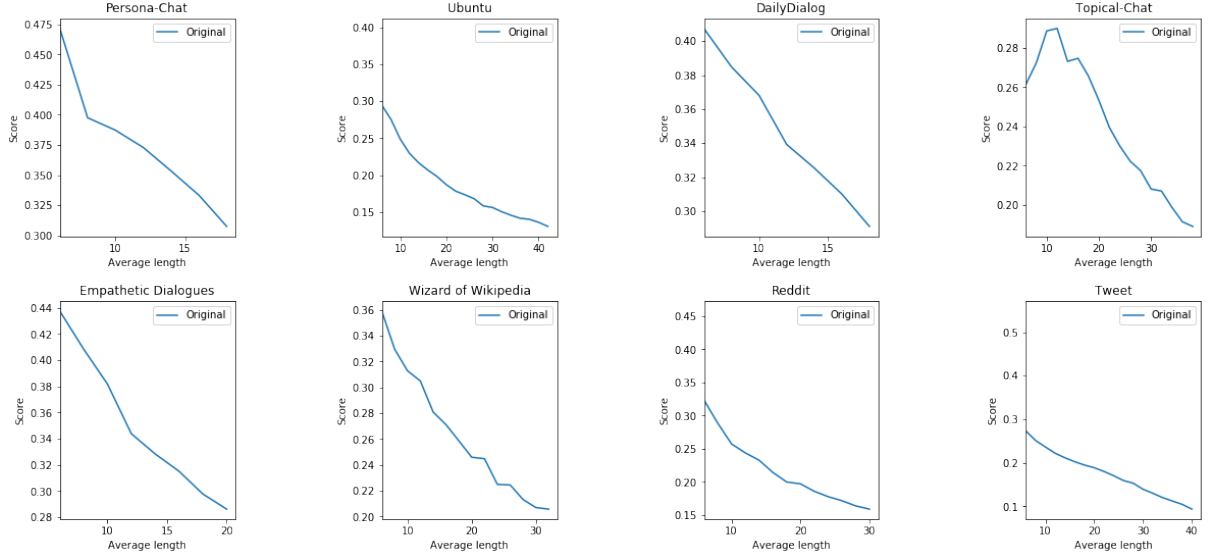 Persona-Chat
Original
0.475
0.450
0.425
0.400
0.375
0.350
0.325
0.300
Score
10
15
Average length
Ubuntu
Original
0.40
0.35
0.30
0.25
0.20
0.15
Score
10
20
30
40
Average length
DailyDialog
Original
0.40
0.38
0.36
0.34
0.32
0.30
Score
10
15
Average length
Topical-Chat
Original
0.28
0.26
0.24
0.22
0.20
Score
10
20
30
Average length
Empathetic Dialogues
Original
0.44
0.42
0.40
0.38
0.36
0.34
0.32
0.30
0.28
Score
10
15
20
Average length
Wizard of Wikipedia
Original
0.36
0.34
0.32
0.30
0.28
0.26
0.24
0.22
0.20
Score
10
20
30
Average length
Reddit
Original
0.45
0.40
0.35
0.30
0.25
0.20
0.15
Score
10
20
30
Average length
Tweet
Original
0.5
0.4
0.3
0.2
0.1
Score
10
20
30
40
Average length